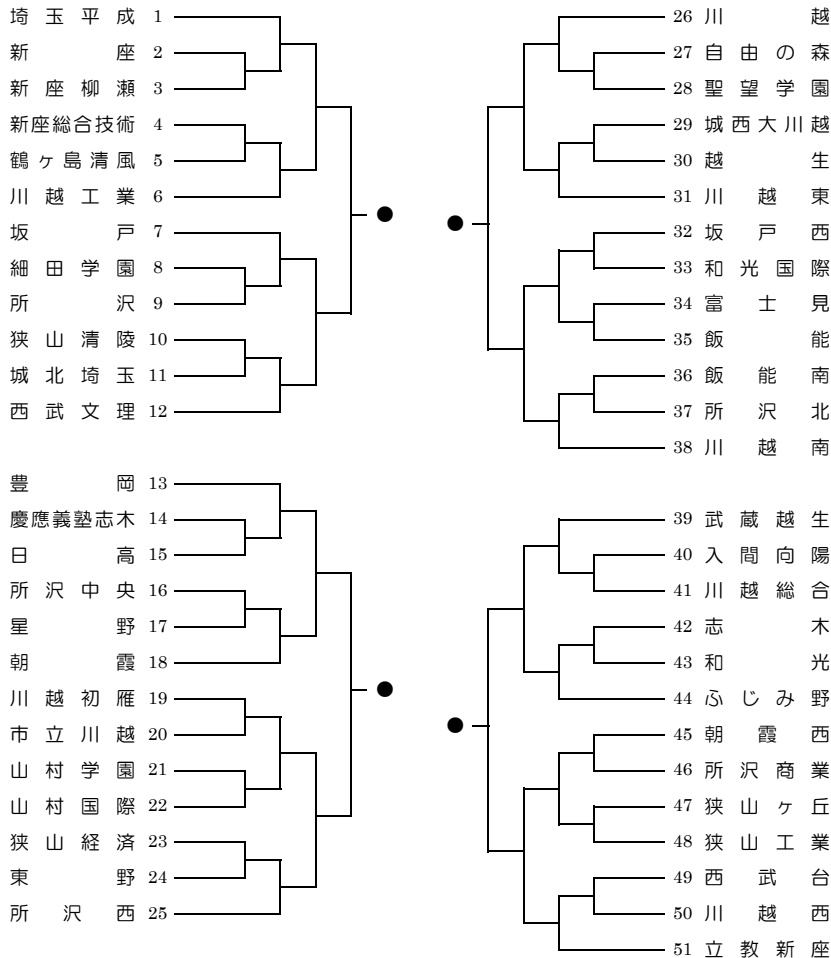 埼玉平成 1
新座 2
新座柳瀬 3
新座総合技術 4
鶴ヶ島清風 5
川越工業 6
坂戸 7
細田学園 8
所沢 9
狭山清陵 10
城北埼玉 11
西武文理 12
豊岡 13
慶應義塾志木 14
日高 15
所沢中央 16
星野 17
朝霞 18
川越初雁 19
市立川越 20
山村学園 21
山村国際 22
狭山経済 23
東野 24
所沢西 25
26 川越
27 自由の森
28 聖望学園
29 城西大川越
30 越生
31 川越東
32 坂戸西
33 和光国際
34 富士見
35 飯能
36 飯能南
37 所沢北
38 川越南
39 武蔵越生
40 入間向陽
41 川越総合
42 志木
43 和光
44 ふじみ野
45 朝霞西
46 所沢商業
47 狭山ヶ丘
48 狭山工業
49 西武台
50 川越西
51 立教新座